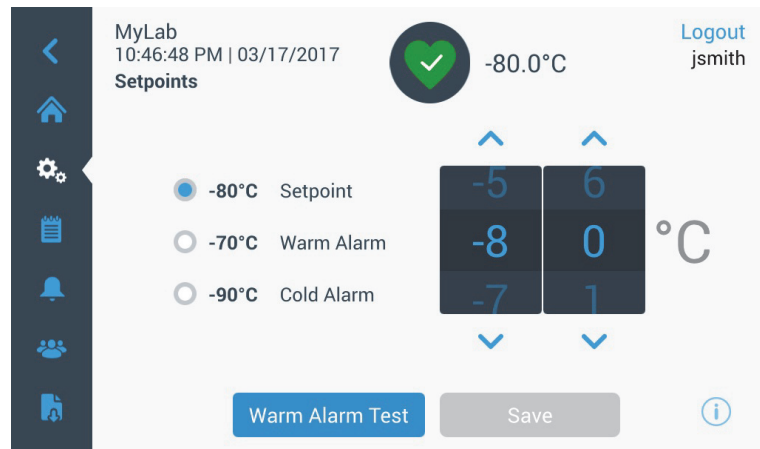 MyLab
10:46:48 PM | 03/17/2017
Setpoints
-80.0°C
Logout
jsmith
-80°C Setpoint
-70°C Warm Alarm
-90°C Cold Alarm
-5 6
-8 0 °C
-7 1
Warm Alarm Test
Save
i